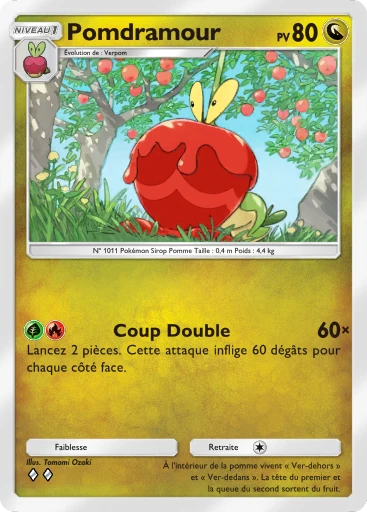 NIVEAU 1
Pomdramour
PV 80
Évolution de : Verpom
N° 1011 Pokémon Sirop Pomme Taille : 0,4 m Poids : 4,4 kg
Coup Double 60×
Lancez 2 pièces. Cette attaque inflige 60 dégâts pour
chaque côté face.
Faiblesse
Retraite
Illus. Tomomi Ozaki
À l'intérieur de la pomme vivent « Ver-dehors »
et « Ver-dedans ». La tête du premier et
la queue du second sortent du fruit.